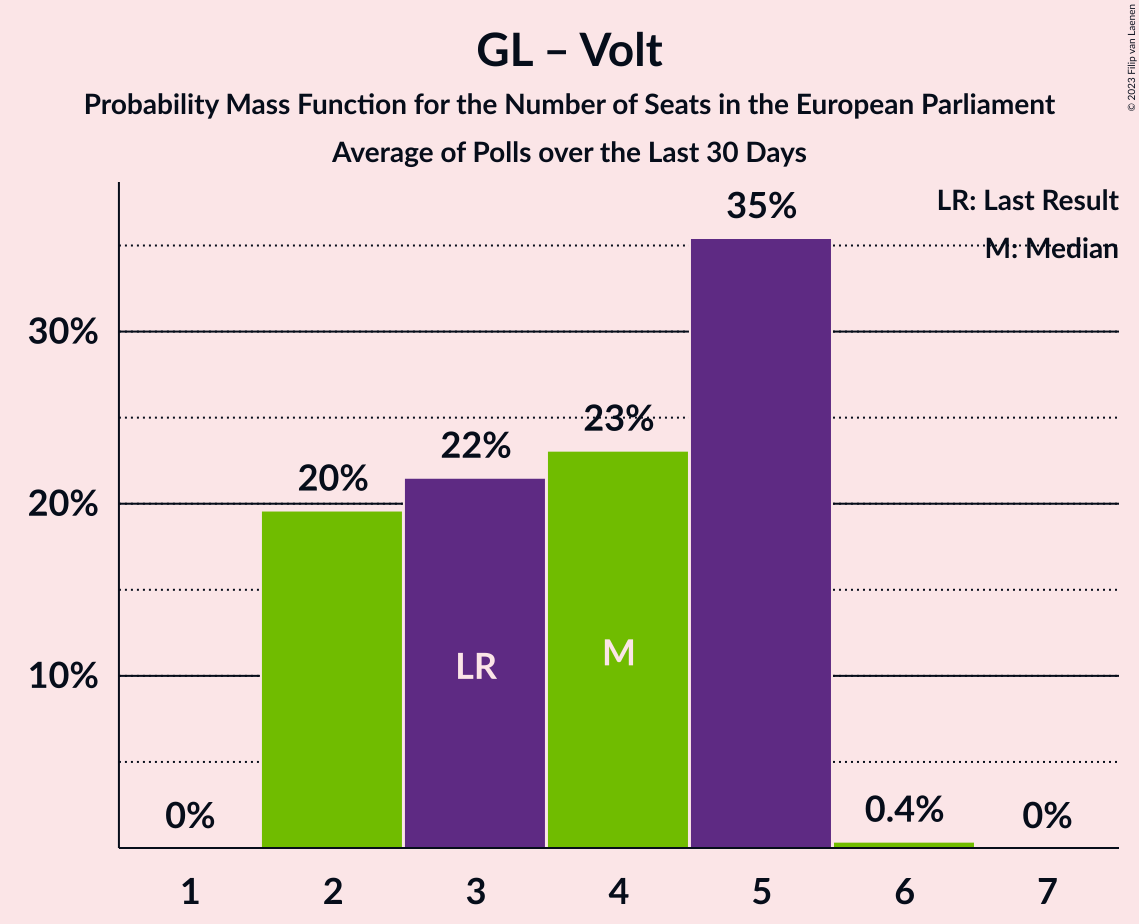 GL – Volt
Probability Mass Function for the Number of Seats in the European Parliament
Average of Polls over the Last 30 Days
© 2023 Filip van Laenen
LR: Last Result
M: Median
35%
30%
23%
22%
20%
20%
LR
M
10%
0%
0.4%
0%
1 2 3 4 5 6 7